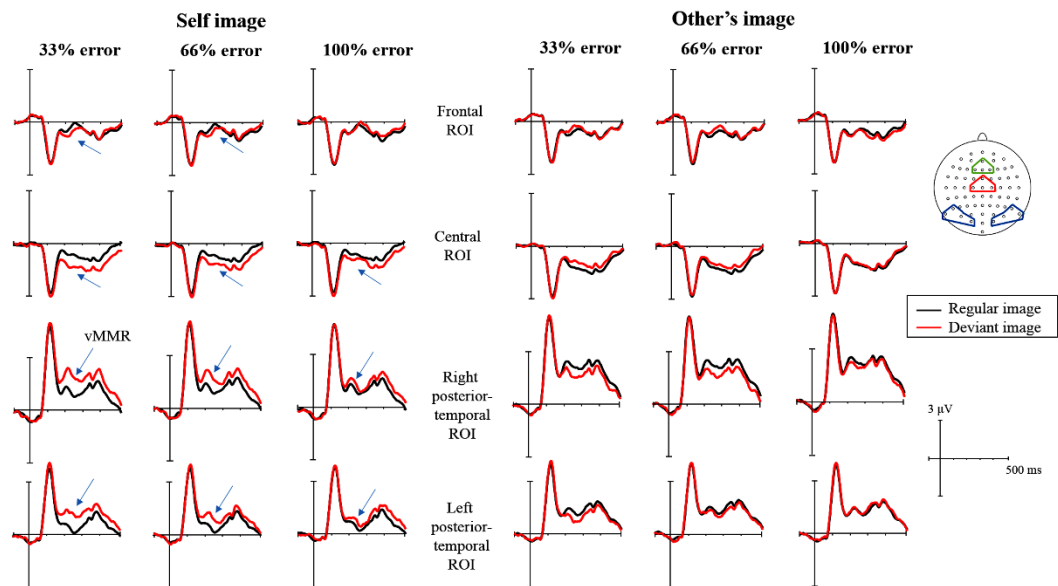 Self image
Other's image
33% error
66% error
100% error
33% error
66% error
100% error
Frontal
ROI
Central
ROI
vMMR
Right
posterior-
temporal
ROI
Left
posterior-
temporal
ROI
Regular image
Deviant image
3 µV
500 ms